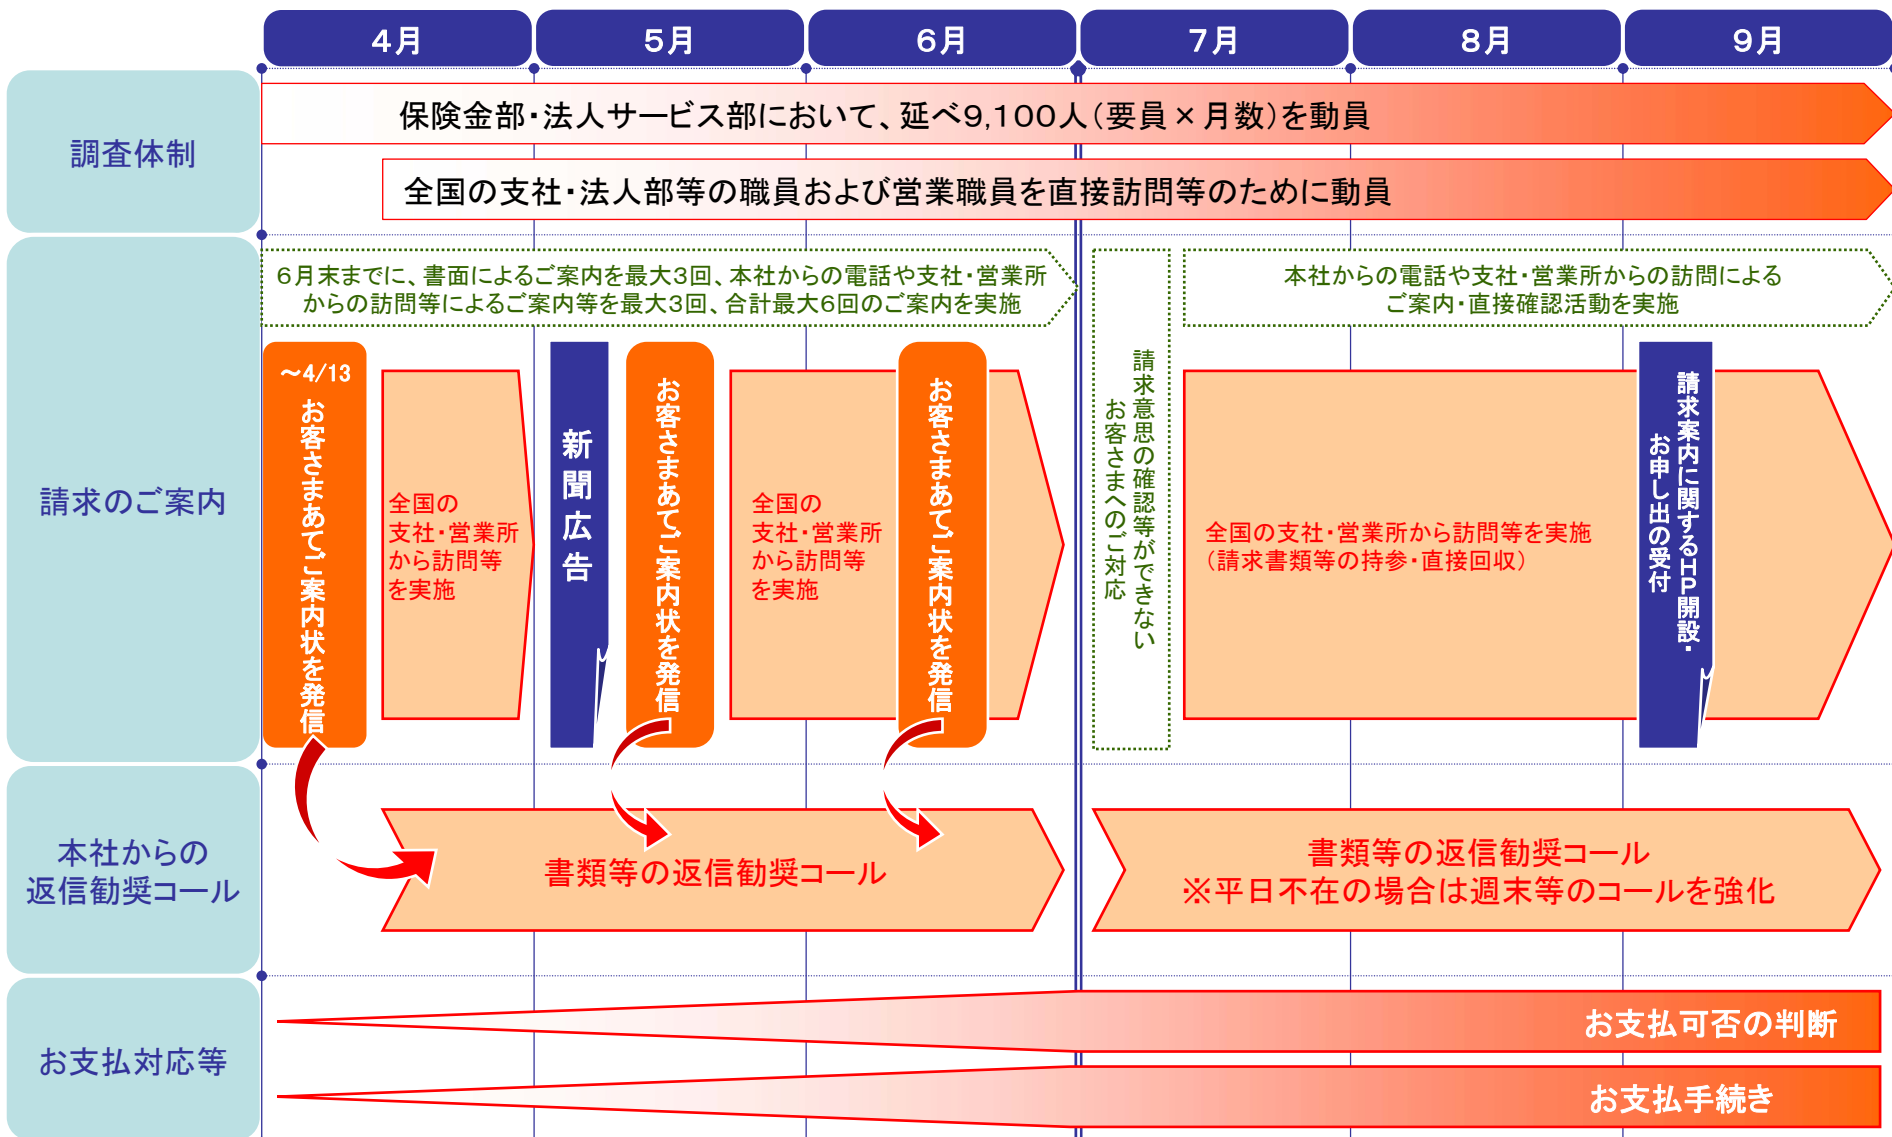 4月
5月
6月
7月
8月
9月
調査体制
保険金部・法人サービス部において、延べ9,100人（要員×月数）を動員
全国の支社・法人部等の職員および営業職員を直接訪問等のために動員
請求のご案内
6月末までに、書面によるご案内を最大3回、本社からの電話や支社・営業所
からの訪問等によるご案内等を最大3回、合計最大6回のご案内を実施
本社からの電話や支社・営業所からの訪問による
ご案内・直接確認活動を実施
～4/13
お客さまあてご案内状を発信
全国の
支社・営業所
から訪問等
を実施
新聞広告
お客さまあてご案内状を発信
全国の
支社・営業所
から訪問等
を実施
お客さまあてご案内状を発信
請求意思の確認等ができない
お客さまへのご対応
全国の支社・営業所から訪問等を実施
（請求書類等の持参・直接回収）
請求案内に関するHP開設・
お申し出の受付
本社からの
返信勧奨コール
書類等の返信勧奨コール
書類等の返信勧奨コール
※平日不在の場合は週末等のコールを強化
お支払対応等
お支払可否の判断
お支払手続き